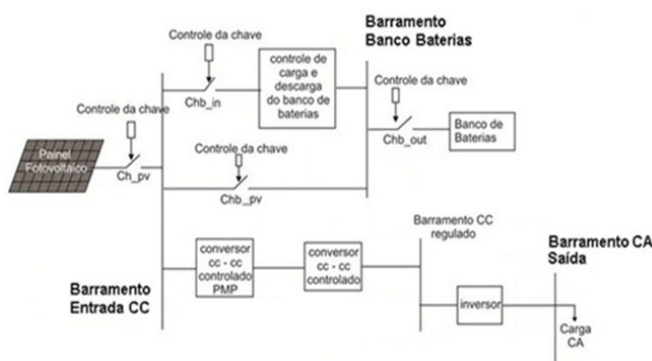 Barramento
Banco Baterias
Controle da chave
controle de
carga e
descarga
do banco de
baterias
Controle da chave
Chb_in
Controle da chave
Chb_out
Banco de
Baterias
Painel
Fotovoltaíco
Ch_pv
Controle da chave
Chb_pv
Barramento CC
regulado
Barramento CA
Saída
conversor
cc - cc
controlado
PMP
conversor
cc - cc
controlado
Barramento
Entrada CC
inversor
Carga
CA